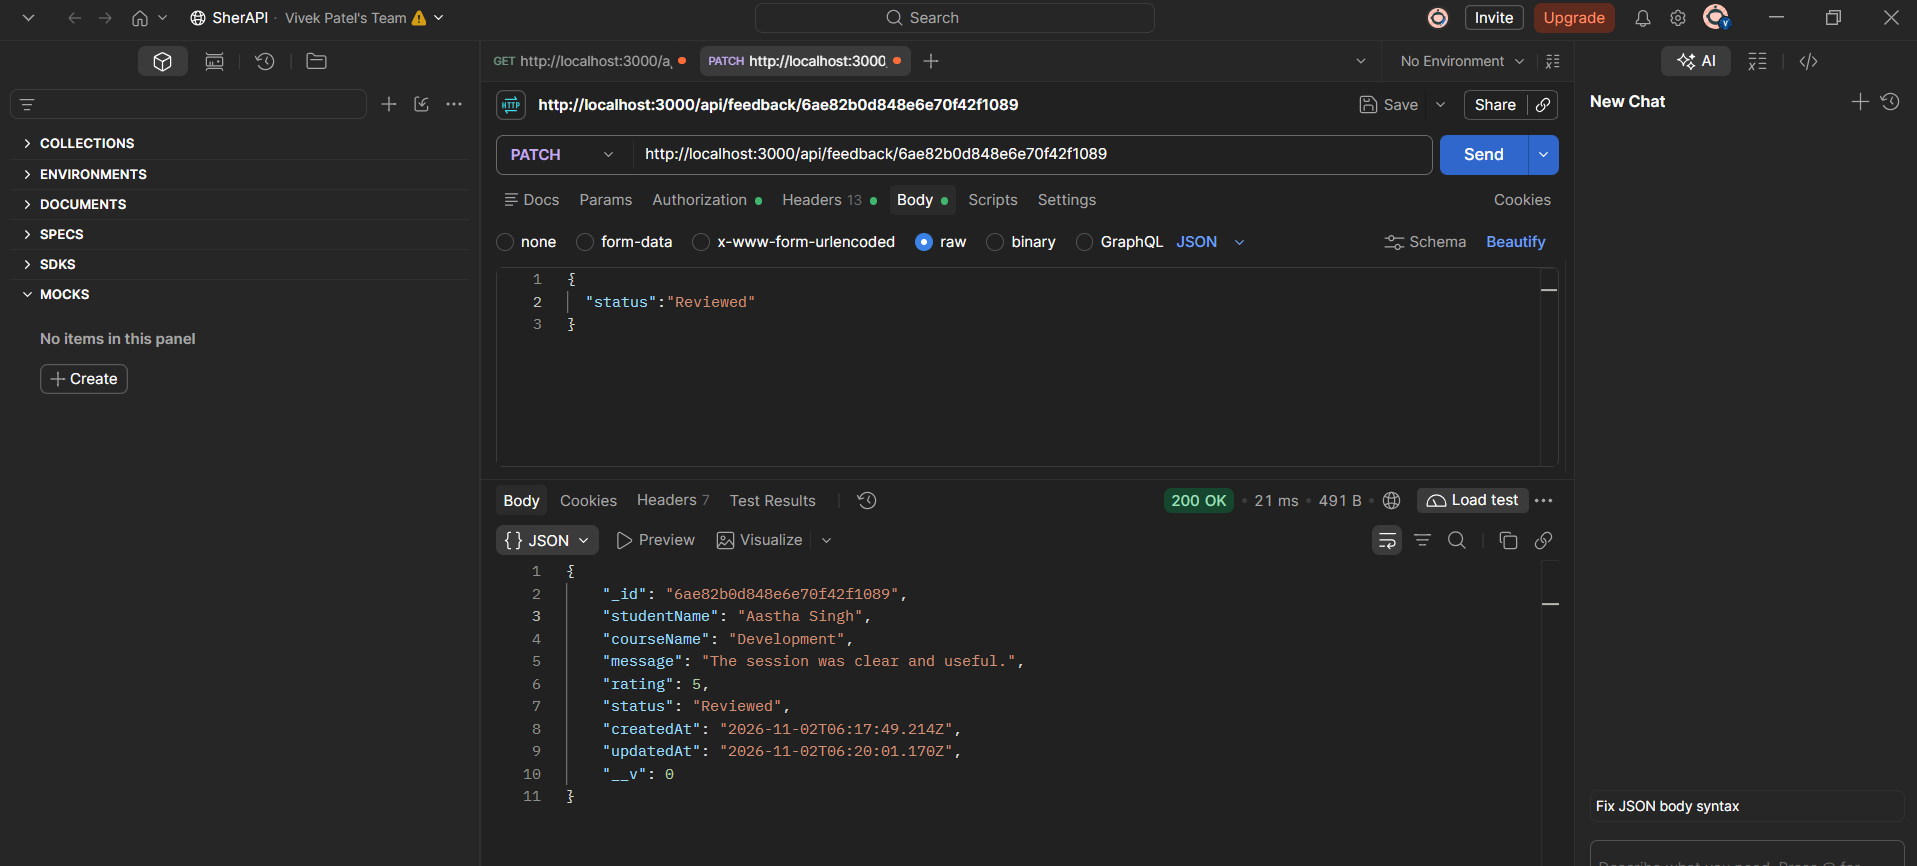 SherAPI · Vivek Patel's Team
Search
Invite
Upgrade
GET http://localhost:3000/a
PATCH http://localhost:3000
No Environment
AI
New Chat
COLLECTIONS
ENVIRONMENTS
DOCUMENTS
SPECS
SDKS
MOCKS
No items in this panel
Create
HTTP http://localhost:3000/api/feedback/6ae82b0d848e6e70f42f1089
Save
Share
PATCH http://localhost:3000/api/feedback/6ae82b0d848e6e70f42f1089
Send
Docs Params Authorization Headers 13 Body Scripts Settings
Cookies
none form-data x-www-form-urlencoded raw binary GraphQL JSON
Schema Beautify
1 {
2 "status":"Reviewed"
3 }
Body Cookies Headers 7 Test Results
200 OK • 21 ms • 491 B
Load test
{} JSON Preview Visualize
1 {
2 "_id": "6ae82b0d848e6e70f42f1089",
3 "studentName": "Aastha Singh",
4 "courseName": "Development",
5 "message": "The session was clear and useful.",
6 "rating": 5,
7 "status": "Reviewed",
8 "createdAt": "2026-11-02T06:17:49.214Z",
9 "updatedAt": "2026-11-02T06:20:01.170Z",
10 "__v": 0
11 }
Fix JSON body syntax